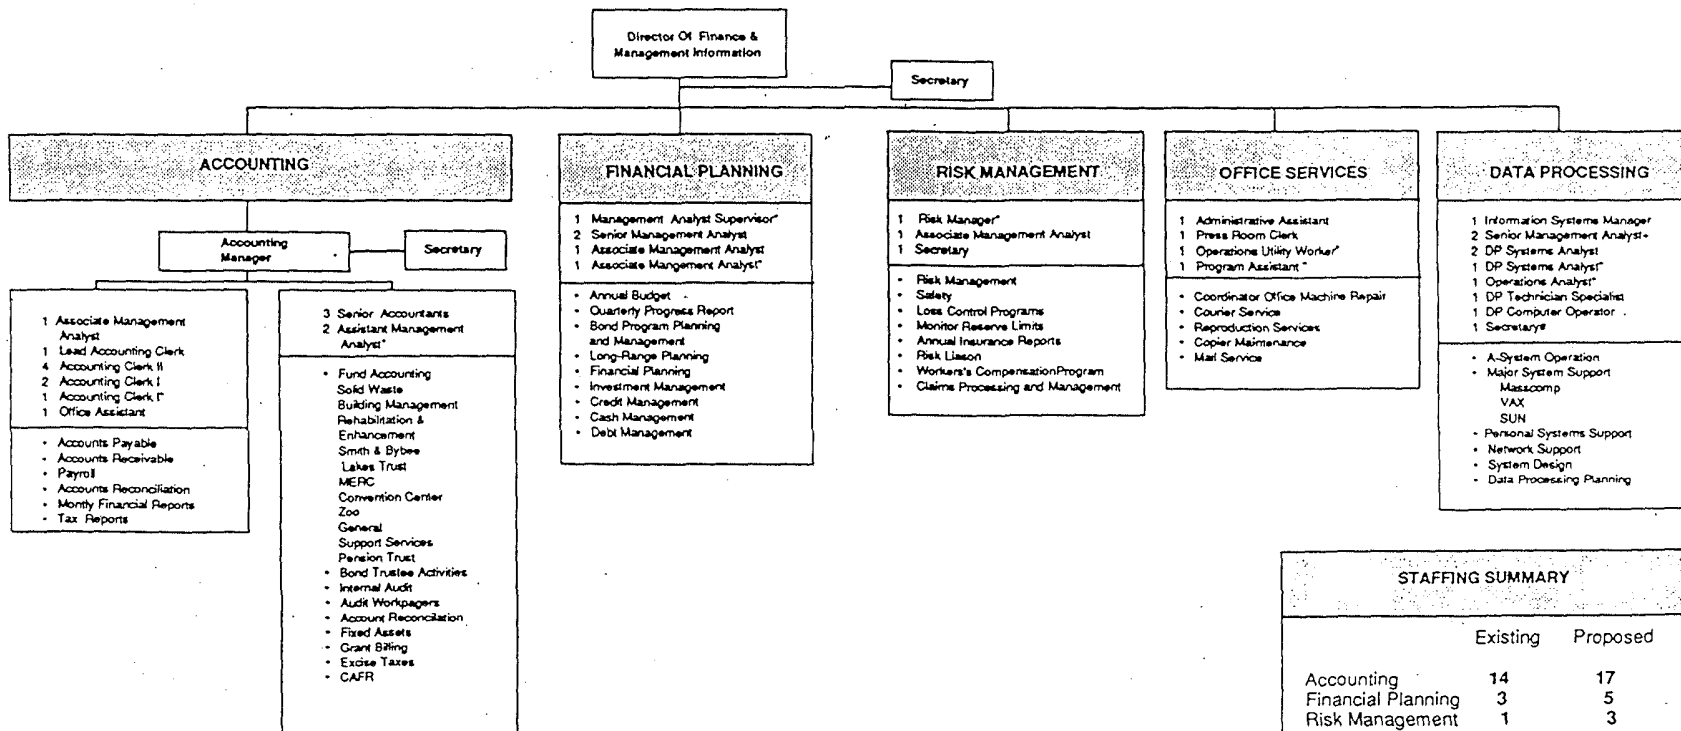 Director Of Finance &
Management Information
Secretary
ACCOUNTING
Accounting
Manager
Secretary
1 Associate Management
Analyst
1 Lead Accounting Clerk
4 Accounting Clerk II
2 Accounting Clerk I
1 Accounting Clerk I*
1 Office Assistant
• Accounts Payable
• Accounts Receivable
• Payroll
• Accounts Reconciliation
• Montly Financial Reports
• Tax Reports
3 Senior Accountants
2 Assistant Management
Analyst*
• Fund Accounting
Solid Waste
Building Management
Rehabilitation &
Enhancement
Smith & Bybee
Lakes Trust
MERC
Convention Center
Zoo
General
Support Services
Pension Trust
• Bond Trustee Activities
• Internal Audit
• Audit Workpagers
• Account Reconcilation
• Fixed Assets
• Grant Billing
• Excise Taxes
• CAFR
FINANCIAL PLANNING
1 Management Analyst Supervisor*
2 Senior Management Analyst
1 Associate Management Analyst
1 Associate Mangement Analyst*
• Annual Budget
• Quarterly Progress Report
• Bond Program Planning
and Management
• Long-Range Planning
• Financial Planning
• Investment Management
• Credit Management
• Cash Management
• Debt Management
RISK MANAGEMENT
1 Risk Manager*
1 Associate Management Analyst
1 Secretary
• Risk Management
• Safety
• Loss Control Programs
• Monitor Reserve Limits
• Annual Insurance Reports
• Risk Liason
• Workers's CompensationProgram
• Claims Processing and Management
OFFICE SERVICES
1 Administrative Assistant
1 Press Room Clerk
1 Operations Utility Worker*
1 Program Assistant *
• Coordinator Office Machine Repair
• Courier Service
• Reproduction Services
• Copier Maintenance
• Mail Service
DATA PROCESSING
1 Information Systems Manager
2 Senior Management Analyst+
2 DP Systems Analyst
1 DP Systems Analyst*
1 Operations Analyst*
1 DP Technician Specialist
1 DP Computer Operator
1 Secretary#
• A-System Operation
• Major System Support
Masscomp
VAX
SUN
• Personal Systems Support
• Network Support
• System Design
• Data Processing Planning
STAFFING SUMMARY
Existing Proposed
Accounting 14 17
Financial Planning 3 5
Risk Management 1 3